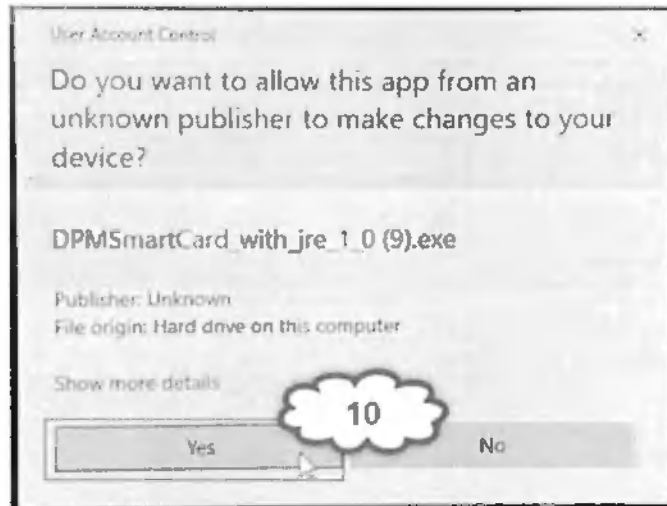 User Account Control
Do you want to allow this app from an
unknown publisher to make changes to your
device?
DPMSmartCard_with_jre_1_0 (9).exe
Publisher: Unknown
File origin: Hard drive on this computer
Show more details
10
Yes
No